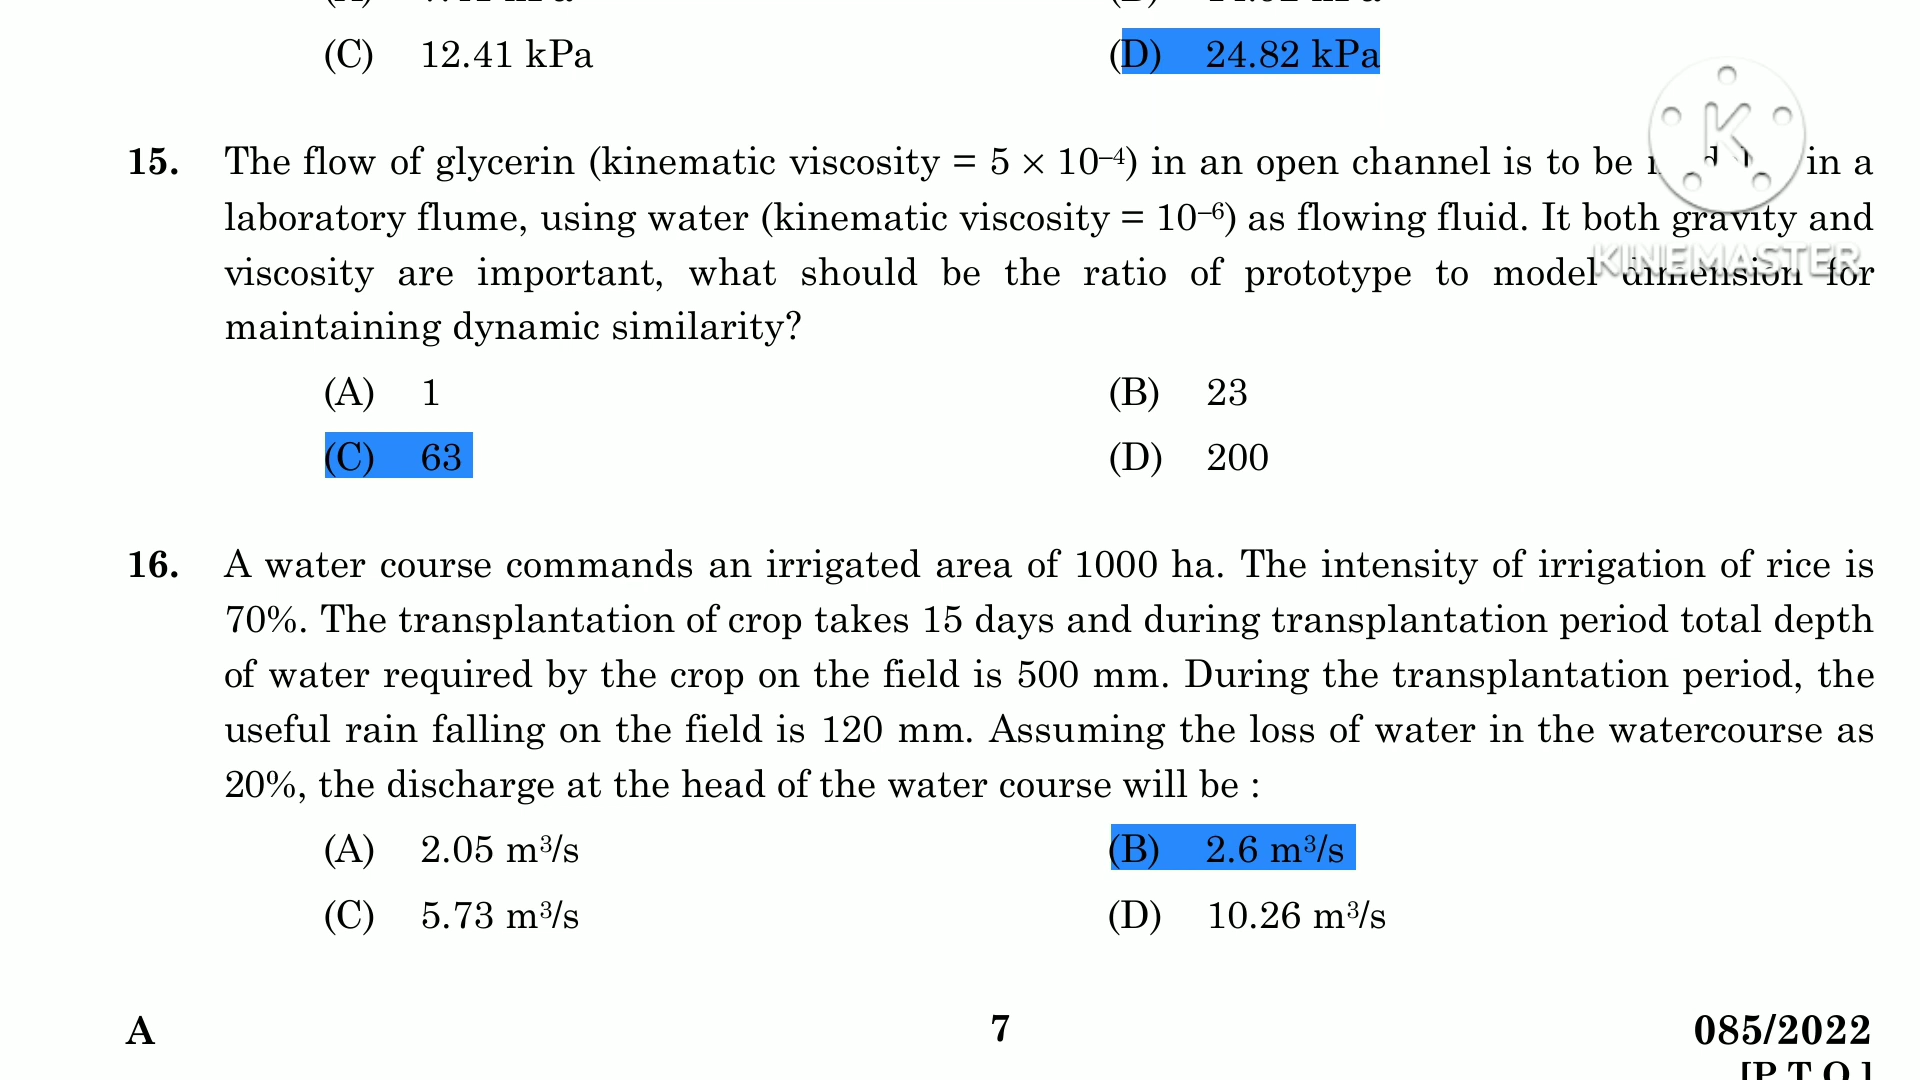 (C) 12.41 kPa (D) 24.82 kPa
15. The flow of glycerin (kinematic viscosity = 5 × 10⁻⁴) in an open channel is to be in a
laboratory flume, using water (kinematic viscosity = 10⁻⁶) as flowing fluid. It both gravity and
viscosity are important, what should be the ratio of prototype to model dimension for
maintaining dynamic similarity?
(A) 1 (B) 23
(C) 63 (D) 200
16. A water course commands an irrigated area of 1000 ha. The intensity of irrigation of rice is
70%. The transplantation of crop takes 15 days and during transplantation period total depth
of water required by the crop on the field is 500 mm. During the transplantation period, the
useful rain falling on the field is 120 mm. Assuming the loss of water in the watercourse as
20%, the discharge at the head of the water course will be :
(A) 2.05 m³/s (B) 2.6 m³/s
(C) 5.73 m³/s (D) 10.26 m³/s
A 7 085/2022
[P.T.O.]
K
KINEMASTER